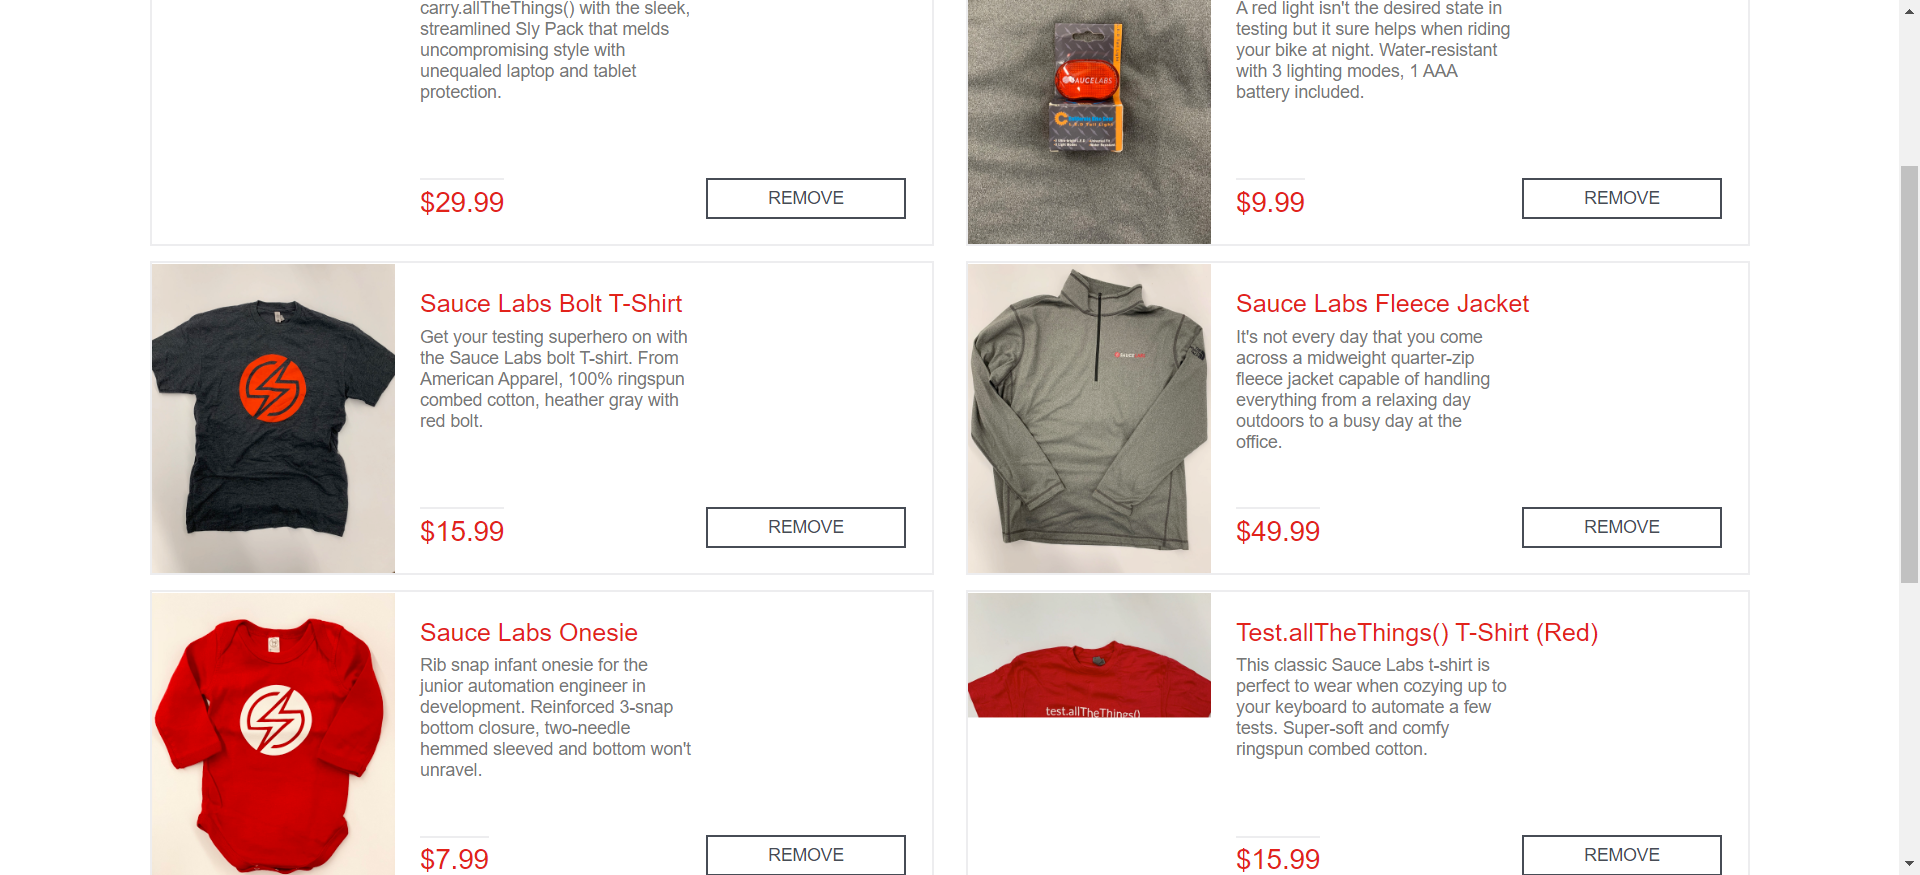 carry.allTheThings() with the sleek,
streamlined Sly Pack that melds
uncompromising style with
unequaled laptop and tablet
protection.
$29.99
REMOVE
SAUCELABS
A red light isn't the desired state in
testing but it sure helps when riding
your bike at night. Water-resistant
with 3 lighting modes, 1 AAA
battery included.
$9.99
REMOVE
Sauce Labs Bolt T-Shirt
Get your testing superhero on with
the Sauce Labs bolt T-shirt. From
American Apparel, 100% ringspun
combed cotton, heather gray with
red bolt.
$15.99
REMOVE
SAUCELABS
Sauce Labs Fleece Jacket
It's not every day that you come
across a midweight quarter-zip
fleece jacket capable of handling
everything from a relaxing day
outdoors to a busy day at the
office.
$49.99
REMOVE
Sauce Labs Onesie
Rib snap infant onesie for the
junior automation engineer in
development. Reinforced 3-snap
bottom closure, two-needle
hemmed sleeved and bottom won't
unravel.
$7.99
REMOVE
test.allTheThings()
Test.allTheThings() T-Shirt (Red)
This classic Sauce Labs t-shirt is
perfect to wear when cozying up to
your keyboard to automate a few
tests. Super-soft and comfy
ringspun combed cotton.
$15.99
REMOVE